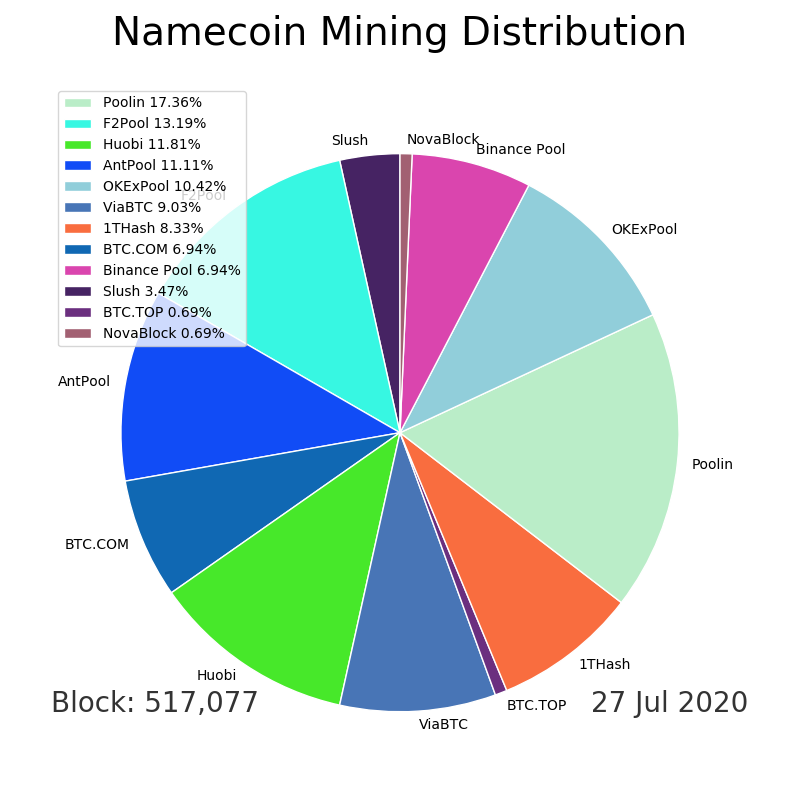 Namecoin Mining Distribution
Poolin 17.36%
F2Pool 13.19%
Huobi 11.81%
AntPool 11.11%
OKExPool 10.42%
ViaBTC 9.03%
1THash 8.33%
BTC.COM 6.94%
Binance Pool 6.94%
Slush 3.47%
BTC.TOP 0.69%
NovaBlock 0.69%
Slush
NovaBlock
Binance Pool
F2Pool
OKExPool
AntPool
Poolin
BTC.COM
1THash
Huobi
BTC.TOP
ViaBTC
Block: 517,077
27 Jul 2020